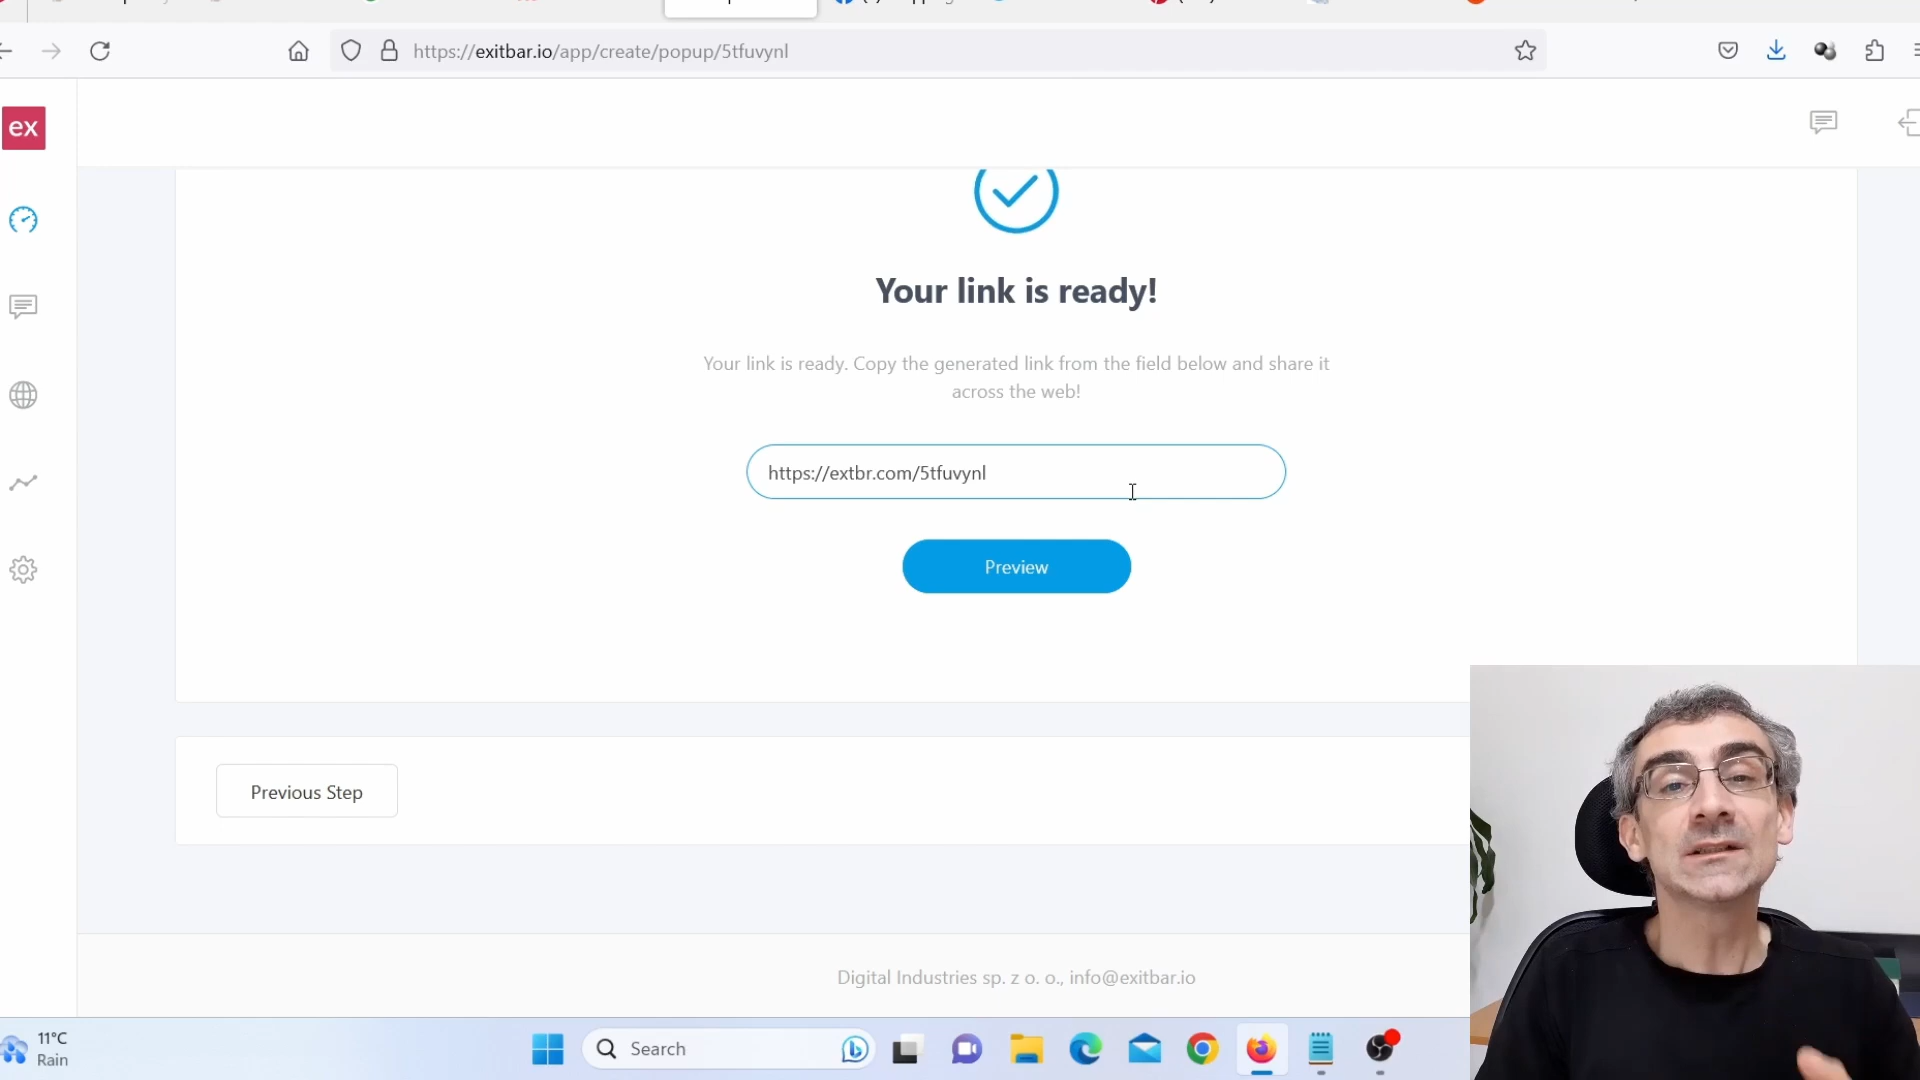 https://exitbar.io/app/create/popup/5tfuvynl
ex
Your link is ready!
Your link is ready. Copy the generated link from the field below and share it
across the web!
https://extbr.com/5tfuvynl
Preview
Previous Step
Digital Industries sp. z o. o., info@exitbar.io
11°C
Rain
Search